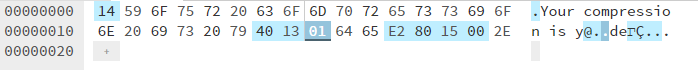 00000000 14 59 6F 75 72 20 63 6F 6D 70 72 65 73 73 69 6F .Your compressio
00000010 6E 20 69 73 20 79 40 13 01 64 65 E2 80 15 00 2E n is y@..deΓÇ...
00000020 +